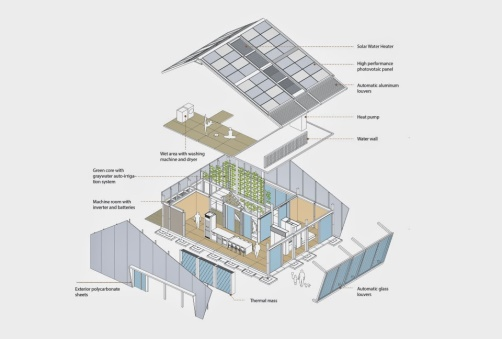 Solar Water Heater
High performance
photovoltaic panel
Automatic aluminum
louvers
Heat pump
Water wall
Wet area with washing
machine and dryer
Green core with
greywater auto-irriga-
tion system
Machine room with
inverter and batteries
Exterior polycarbonate
sheets
Thermal mass
Automatic glass
louvers